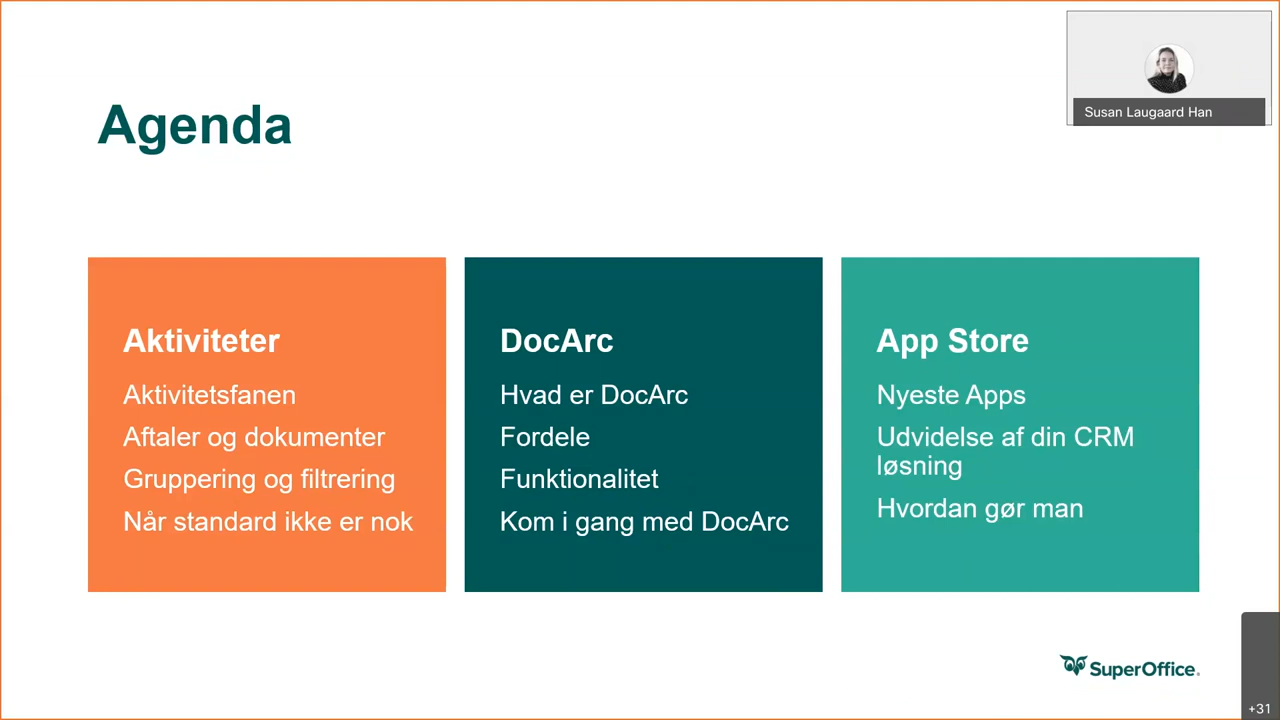 Susan Laugaard Han
Agenda
Aktiviteter
Aktivitetsfanen
Aftaler og dokumenter
Gruppering og filtrering
Når standard ikke er nok
DocArc
Hvad er DocArc
Fordele
Funktionalitet
Kom i gang med DocArc
App Store
Nyeste Apps
Udvidelse af din CRM
løsning
Hvordan gør man
SuperOffice
+31